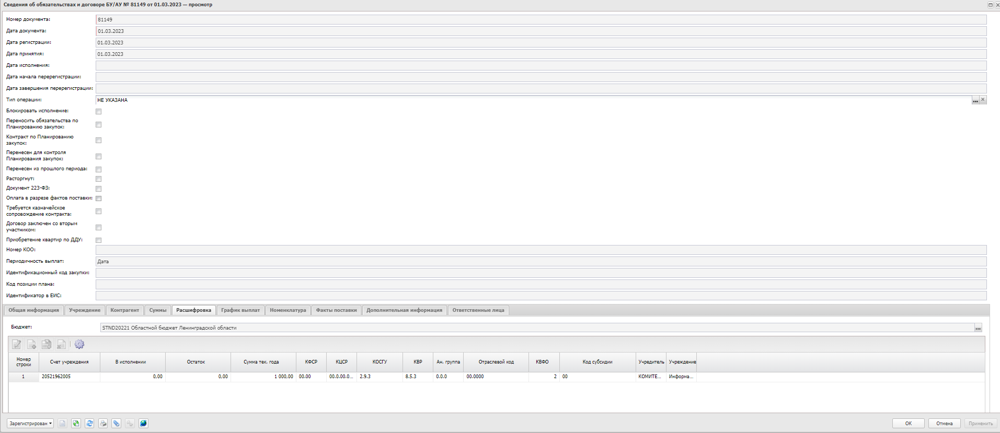 Сведения об обязательствах и договоре БУ/АУ № 81149 от 01.03.2023 — просмотр
Номер документа: 81149
Дата документа: 01.03.2023
Дата регистрации: 01.03.2023
Дата принятия: 01.03.2023
Дата исполнения:
Дата начала перерегистрации:
Дата завершения перерегистрации:
Тип операции: НЕ УКАЗАНА
Блокировать исполнение:
Переносить обязательства по
Планированию закупок:
Контракт по Планированию
закупок:
Перенесен для контроля
Планирования закупок:
Перенесен из прошлого периода:
Расторгнут:
Документ 223-ФЗ:
Оплата в разрезе фактов поставки:
Требуется казначейское
сопровождение контракта:
Договор заключен со вторым
участником:
Приобретение квартир по ДДУ:
Номер КОО:
Периодичность выплат: Дата
Идентификационный код закупки:
Код позиции плана:
Идентификатор в ЕИС:
Общая информация Учреждение Контрагент Суммы Расшифровка График выплат Номенклатура Факты поставки Дополнительная информация Ответственные лица
Бюджет: STND20221 Областной бюджет Ленинградской области
Номер строки Счет учреждения В исполнении Остаток Сумма тек. года КФСР КЦСР КОСГУ КВР Ан. группа Отраслевой код КВФО Код субсидии Учредитель Учреждение
1 20521962005 0,00 0,00 1 000,00 00.00 00.0.00.0... 2.9.3 8.5.3 0.0.0 00.0000 2 00 КОМИТЕ... Информа...
Зарегистрирован ОК Отмена Применить